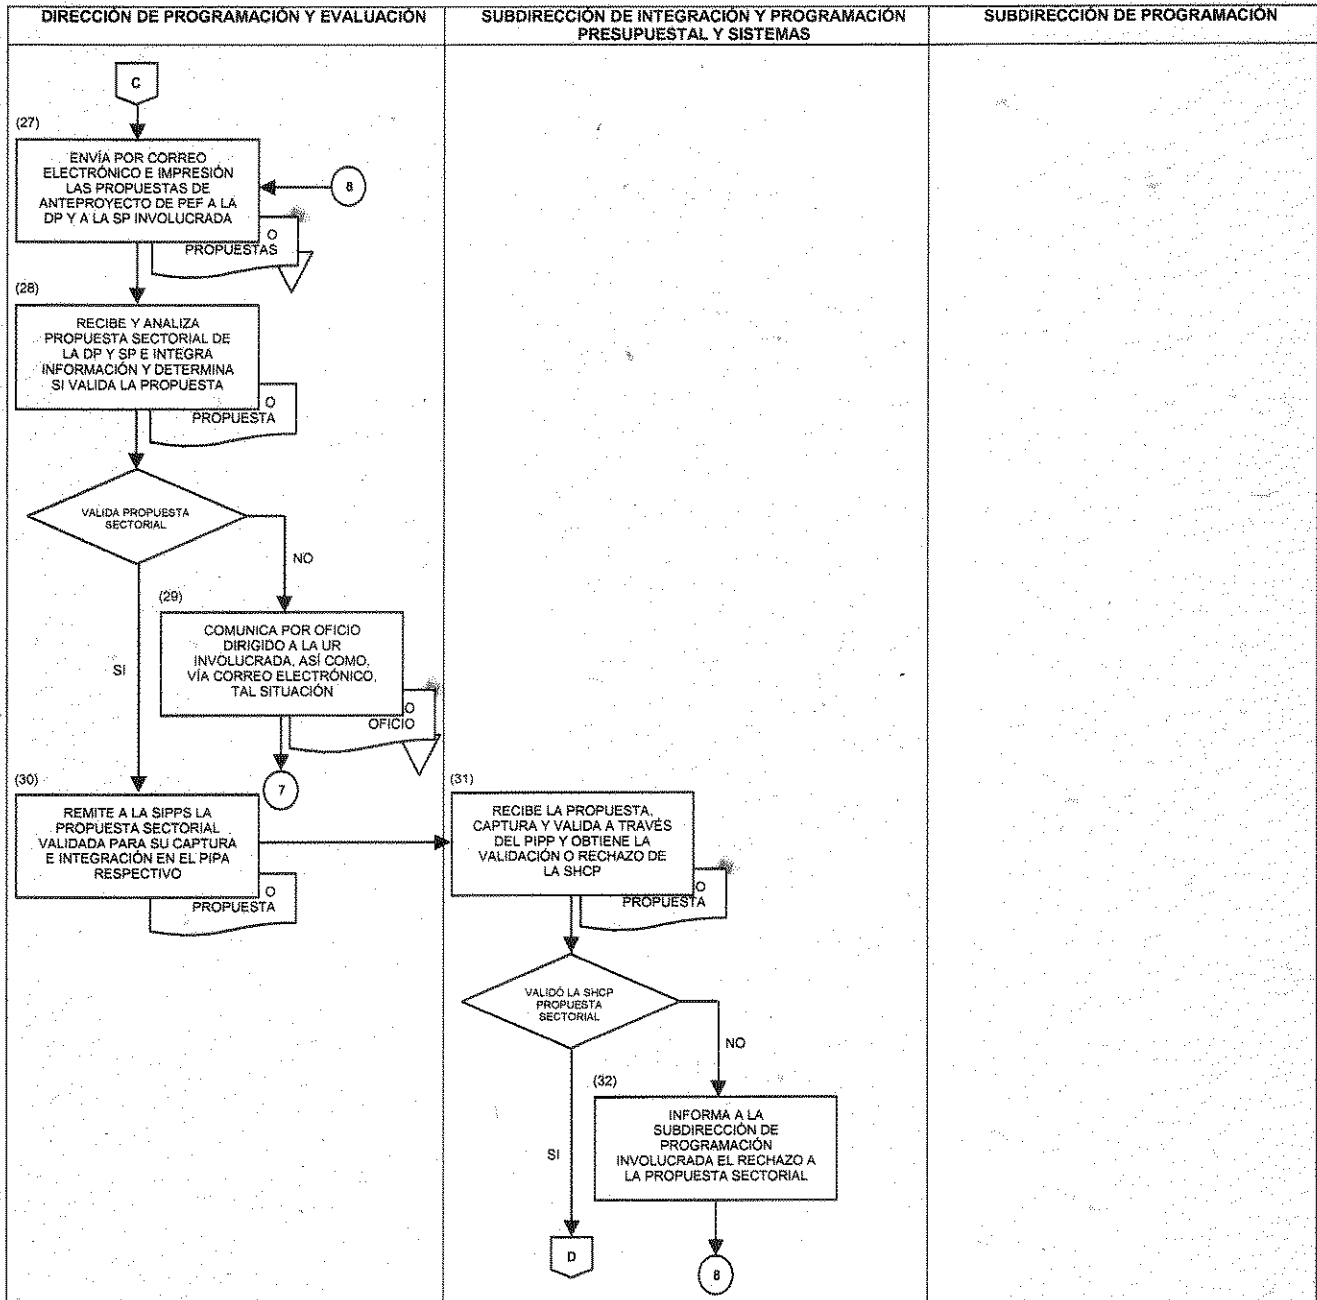 DIRECCIÓN DE PROGRAMACIÓN Y EVALUACIÓN
SUBDIRECCIÓN DE INTEGRACIÓN Y PROGRAMACIÓN
PRESUPUESTAL Y SISTEMAS
SUBDIRECCIÓN DE PROGRAMACIÓN
C
(27)
ENVÍA POR CORREO
ELECTRÓNICO E IMPRESIÓN
LAS PROPUESTAS DE
ANTEPROYECTO DE PEF A LA
DP Y A LA SP INVOLUCRADA
8
O
PROPUESTAS
(28)
RECIBE Y ANALIZA
PROPUESTA SECTORIAL DE
LA DP Y SP E INTEGRA
INFORMACIÓN Y DETERMINA
SI VALIDA LA PROPUESTA
O
PROPUESTA
VALIDA PROPUESTA
SECTORIAL
NO
SI
(29)
COMUNICA POR OFICIO
DIRIGIDO A LA UR
INVOLUCRADA, ASÍ COMO,
VÍA CORREO ELECTRÓNICO,
TAL SITUACIÓN
O
OFICIO
7
(30)
REMITE A LA SIPPS LA
PROPUESTA SECTORIAL
VALIDADA PARA SU CAPTURA
E INTEGRACIÓN EN EL PIPA
RESPECTIVO
O
PROPUESTA
(31)
RECIBE LA PROPUESTA,
CAPTURA Y VALIDA A TRAVÉS
DEL PIPP Y OBTIENE LA
VALIDACIÓN O RECHAZO DE
LA SHCP
O
PROPUESTA
VALIDÓ LA SHCP
PROPUESTA
SECTORIAL
NO
SI
(32)
INFORMA A LA
SUBDIRECCIÓN DE
PROGRAMACIÓN
INVOLUCRADA EL RECHAZO A
LA PROPUESTA SECTORIAL
D
8